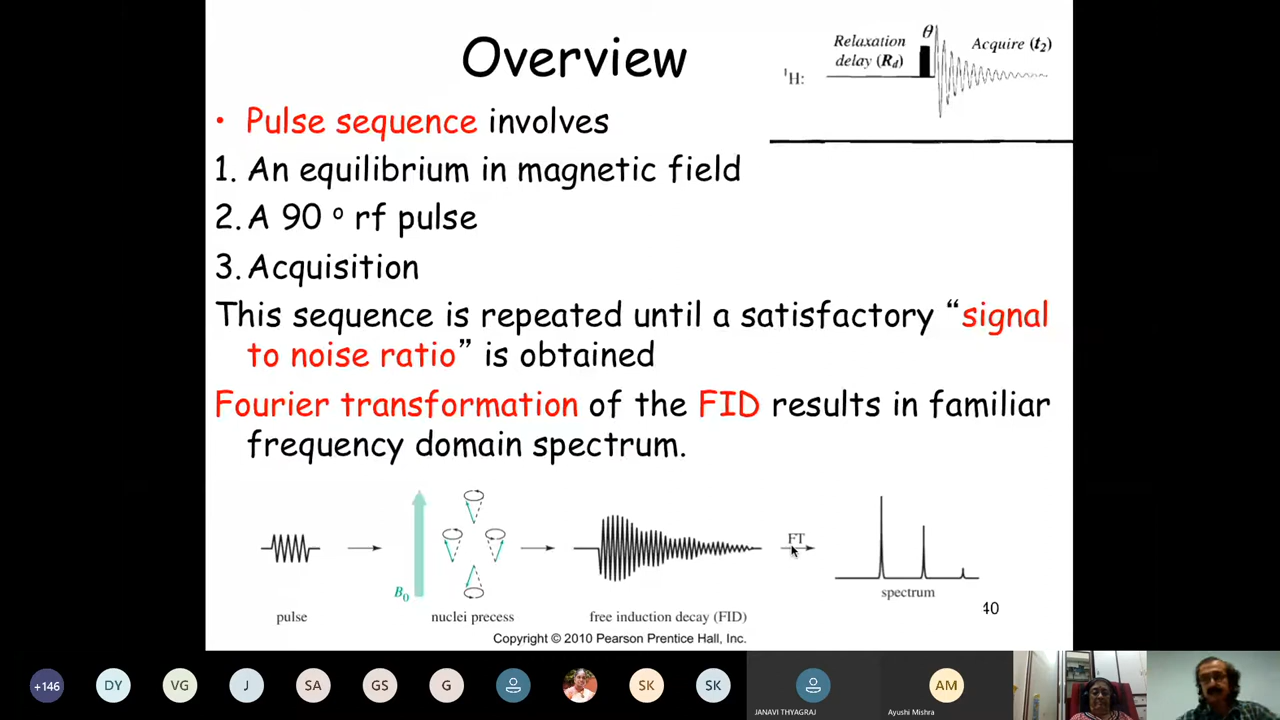 Overview
Relaxation
delay (Rd)
θ
Acquire (t2)
1H:
• Pulse sequence involves
1. An equilibrium in magnetic field
2. A 90 o rf pulse
3. Acquisition
This sequence is repeated until a satisfactory “signal
to noise ratio” is obtained
Fourier transformation of the FID results in familiar
frequency domain spectrum.
B0
FT
pulse
nuclei precess
free induction decay (FID)
spectrum
40
Copyright © 2010 Pearson Prentice Hall, Inc.
+146
DY
VG
J
SA
GS
G
SK
SK
JANAVI THYAGRAJ
AM
Ayushi Mishra